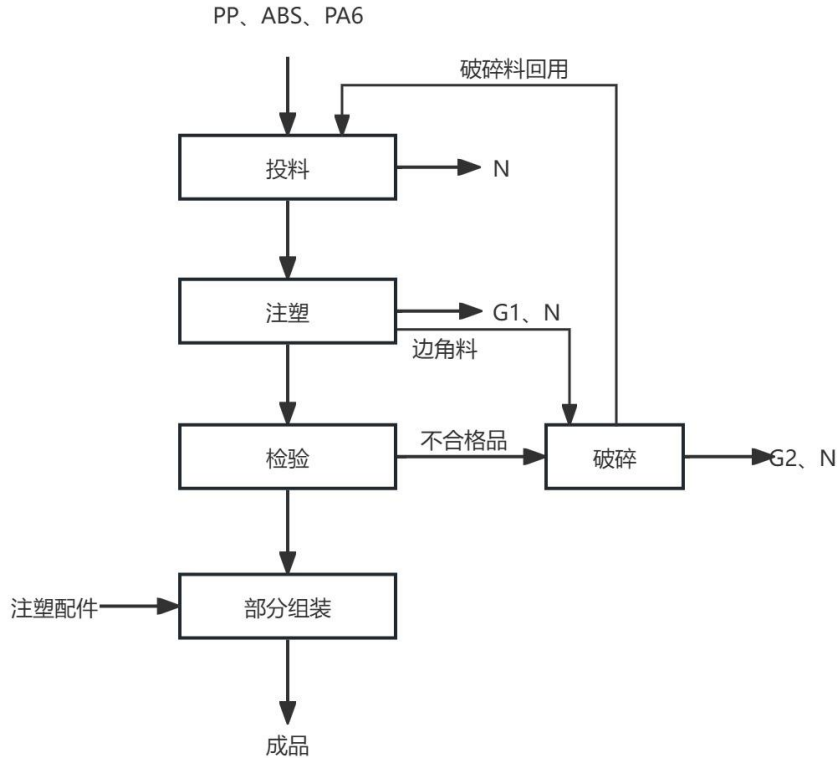 PP、ABS、PA6
破碎料回用
投料
N
注塑
G1、N
边角料
检验
不合格品
破碎
G2、N
注塑配件
部分组装
成品